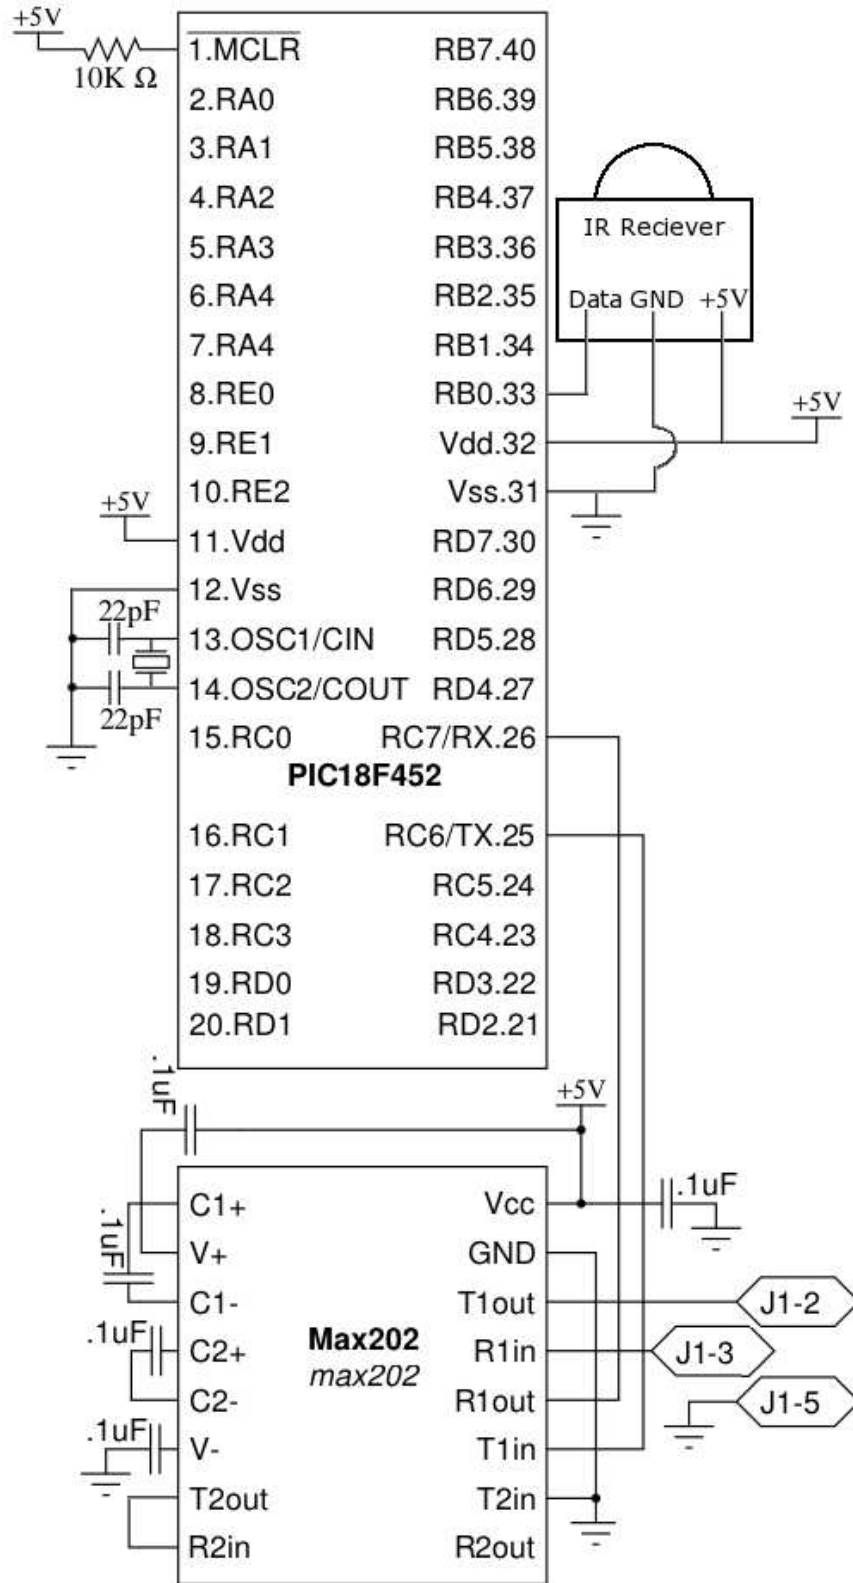 +5V
10K Ω
1.MCLR
2.RA0
3.RA1
4.RA2
5.RA3
6.RA4
7.RA4
8.RE0
9.RE1
10.RE2
+5V
11.Vdd
12.Vss
22pF
13.OSC1/CIN
14.OSC2/COUT
22pF
15.RC0
16.RC1
17.RC2
18.RC3
19.RD0
20.RD1
PIC18F452
RB7.40
RB6.39
RB5.38
RB4.37
RB3.36
RB2.35
RB1.34
RB0.33
Vdd.32
Vss.31
RD7.30
RD6.29
RD5.28
RD4.27
RC7/RX.26
RC6/TX.25
RC5.24
RC4.23
RD3.22
RD2.21
IR Reciever
Data GND +5V
+5V
.1uF
+5V
C1+
.1uF
V+
C1-
.1uF
C2+
C2-
.1uF
V-
T2out
R2in
Max202
max202
Vcc
.1uF
GND
T1out
J1-2
R1in
J1-3
R1out
J1-5
T1in
T2in
R2out